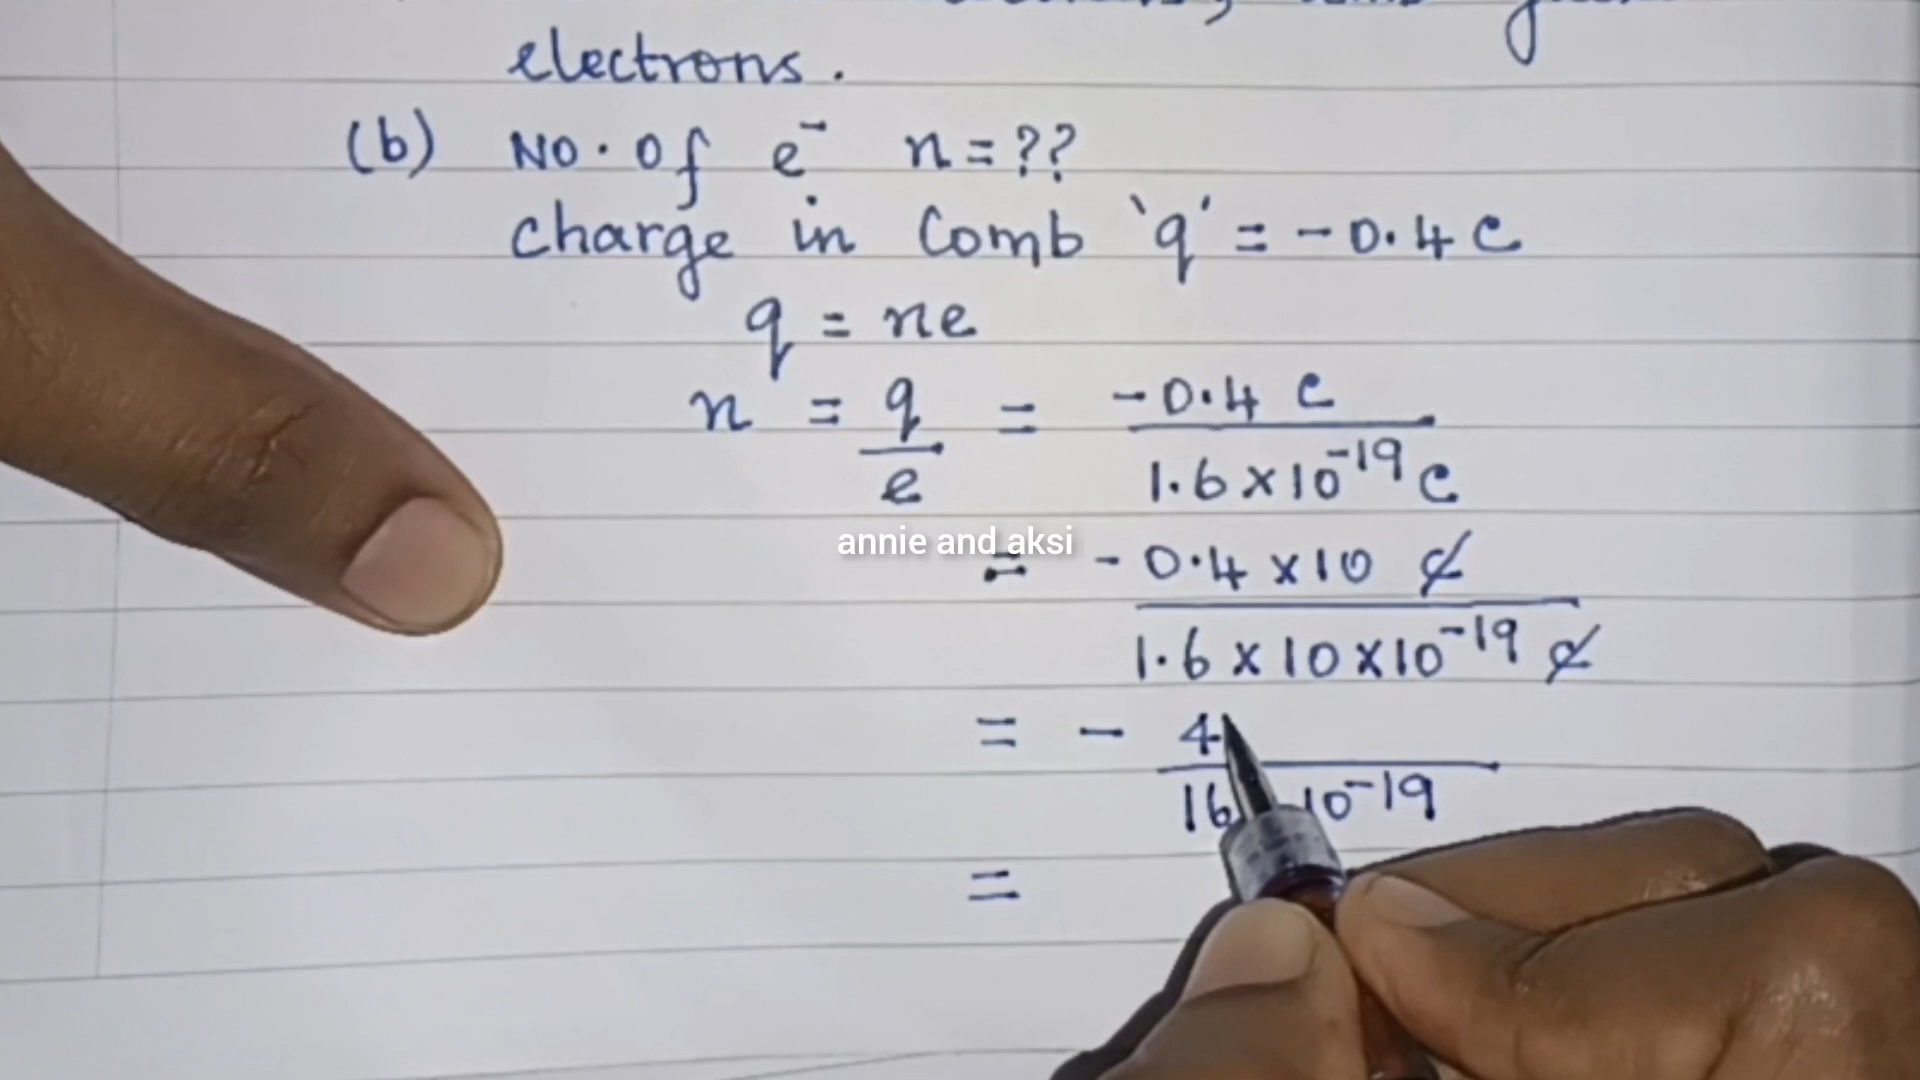 electrons.
(b) No. of e⁻ n = ??
charge in Comb 'q' = -0.4 C
q = ne
n = q/e = -0.4 C / 1.6 × 10⁻¹⁹ C
annie and aksi
= -0.4 × 10 C / 1.6 × 10 × 10⁻¹⁹ C
= - 4 / 16 10⁻¹⁹
=